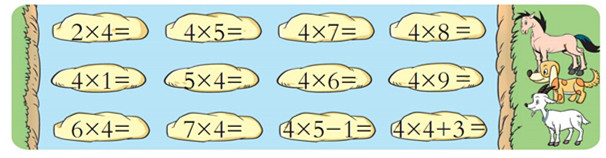 2×4= 4×5= 4×7= 4×8=
4×1= 5×4= 4×6= 4×9=
6×4= 7×4= 4×5−1= 4×4+3=